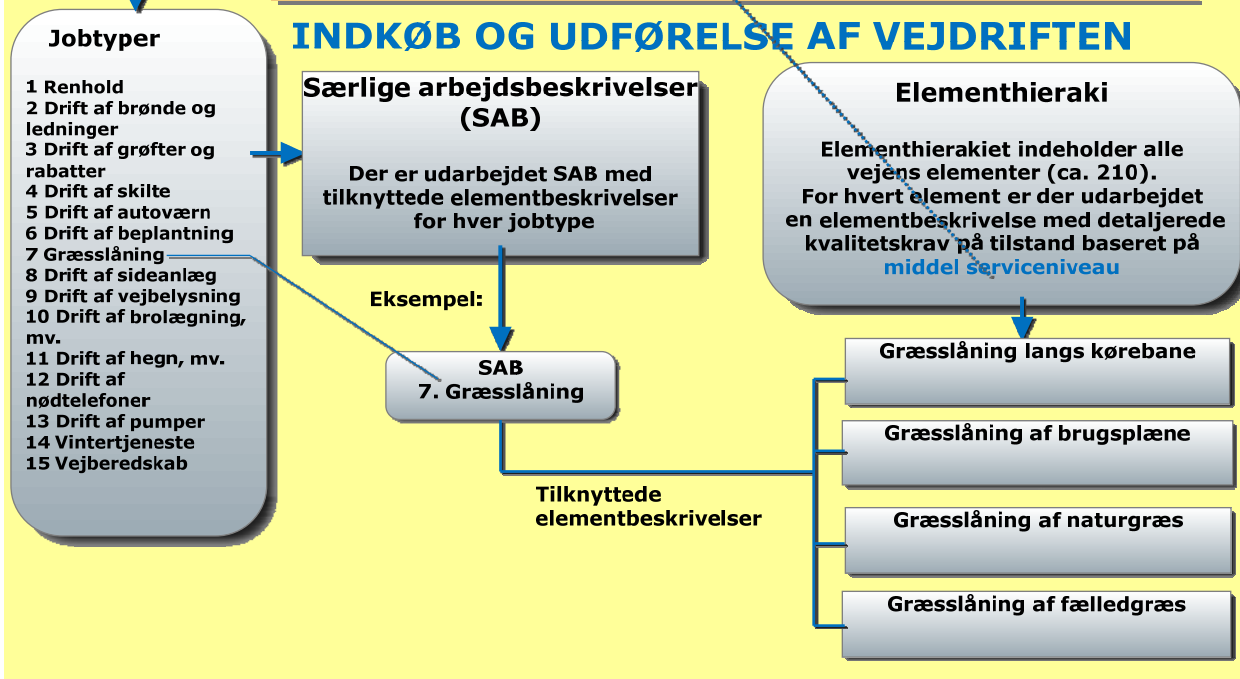 INDKØB OG UDFØRELSE AF VEJDRIFTEN
Jobtyper
1 Renhold
2 Drift af brønde og
ledninger
3 Drift af grøfter og
rabatter
4 Drift af skilte
5 Drift af autoværn
6 Drift af beplantning
7 Græsslåning
8 Drift af sideanlæg
9 Drift af vejbelysning
10 Drift af brolægning,
mv.
11 Drift af hegn, mv.
12 Drift af
nødtelefoner
13 Drift af pumper
14 Vintertjeneste
15 Vejberedskab
Særlige arbejdsbeskrivelser
(SAB)
Der er udarbejdet SAB med
tilknyttede elementbeskrivelser
for hver jobtype
Eksempel:
SAB
7. Græsslåning
Tilknyttede
elementbeskrivelser
Elementhieraki
Elementhierakiet indeholder alle
vejens elementer (ca. 210).
For hvert element er der udarbejdet
en elementbeskrivelse med detaljerede
kvalitetskrav på tilstand baseret på
middel serviceniveau
Græsslåning langs kørebane
Græsslåning af brugsplæne
Græsslåning af naturgræs
Græsslåning af fælledgræs